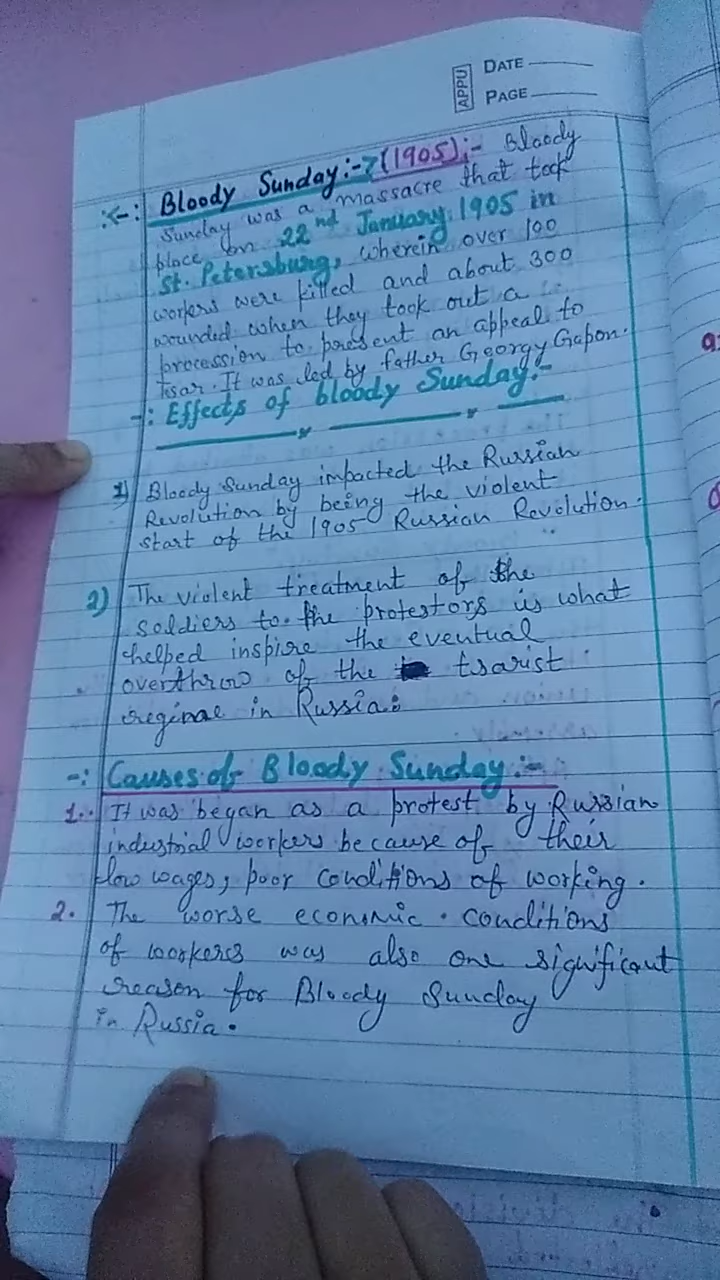 APPU
DATE
PAGE
:<-: Bloody Sunday:-> (1905):- Bloody
Sunday was a massacre that took
place on 22nd January 1905 in
St. Petersburg, wherein over 100
workers were killed and about 300
wounded when they took out a
procession to present an appeal to
Tsar. It was led by father Georgy Gapon.
-: Effects of bloody Sunday:-
1) Bloody Sunday impacted the Russian
Revolution by being the violent
start of the 1905 Russian Revolution.
2) The violent treatment of the
soldiers to the protestors is what
helped inspire the eventual
overthrow of the tsarist
reginae in Russia.
-: Causes of Bloody Sunday:-
1. It was began as a protest by Russian
industrial workers because of their
low wages, poor conditions of working.
2. The worse economic conditions
of workers was also one significant
reason for Bloody Sunday
in Russia.